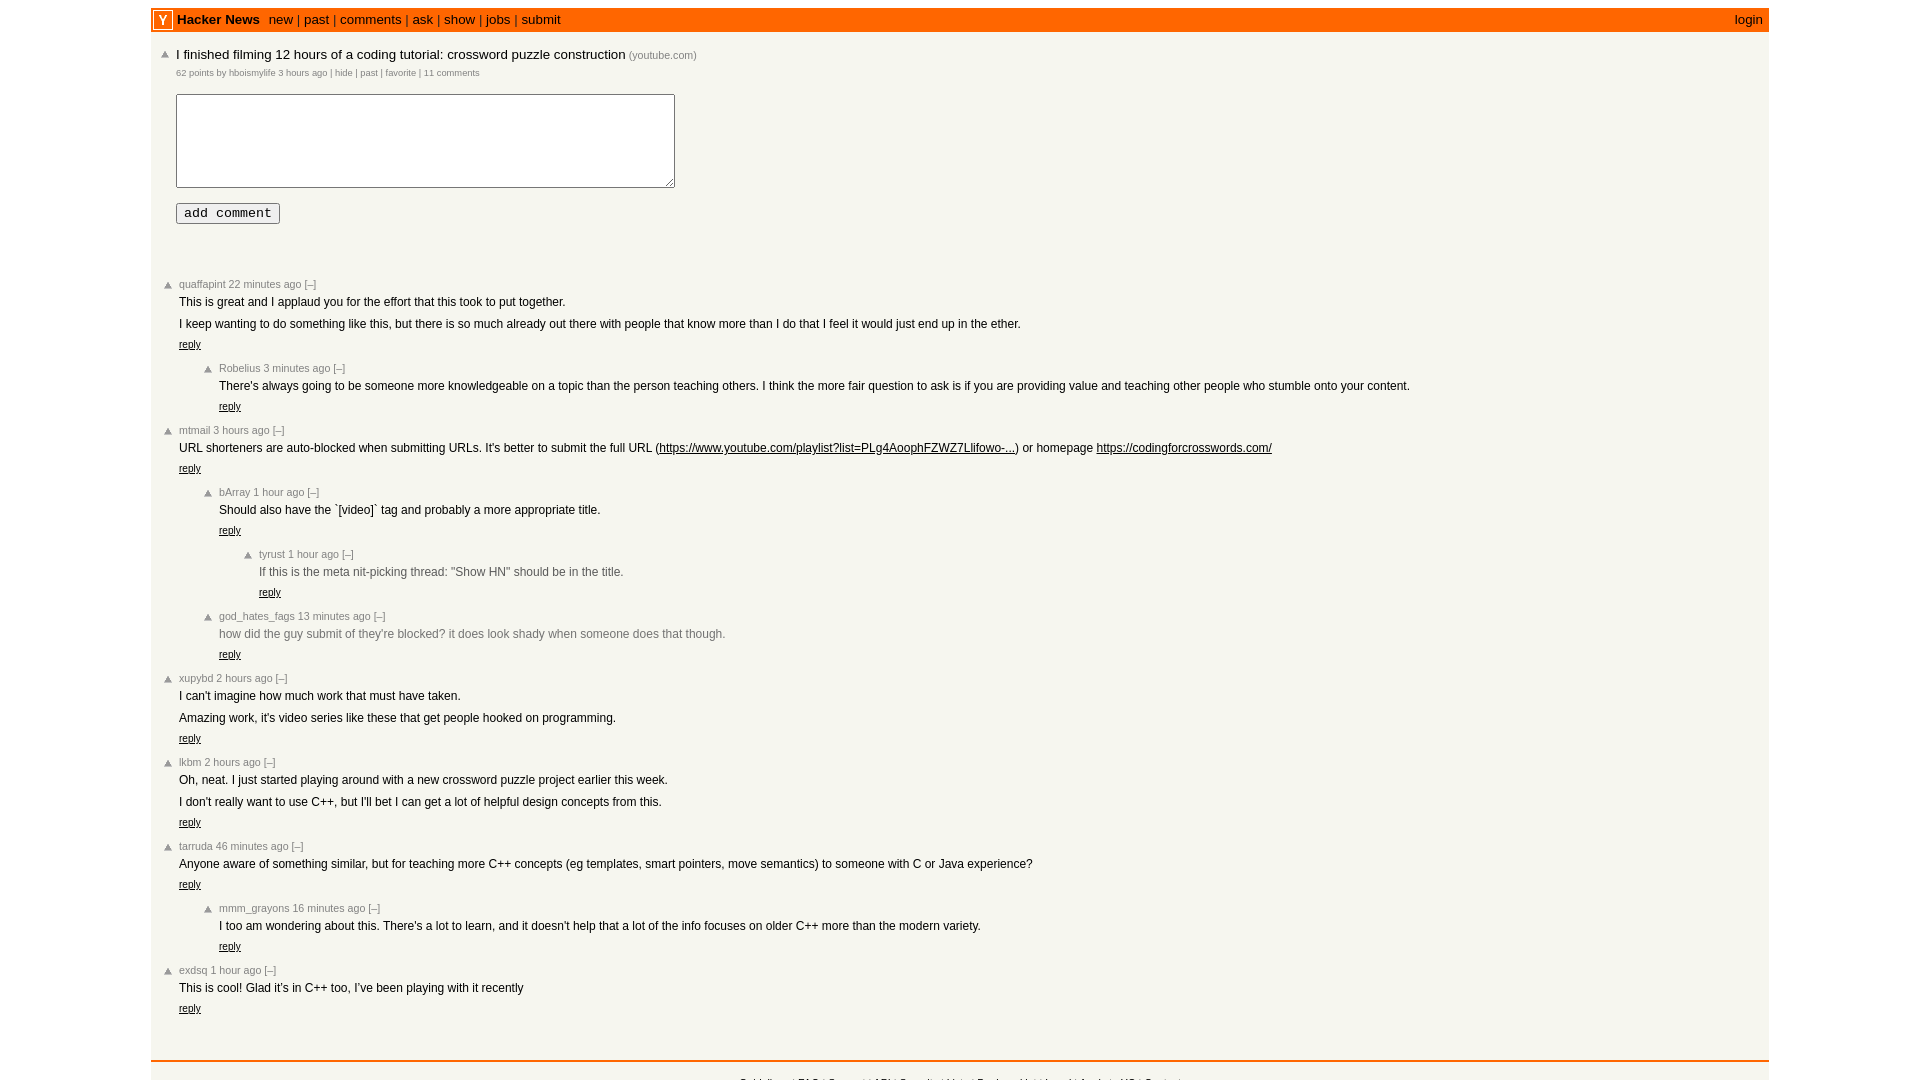 Y Hacker News new | past | comments | ask | show | jobs | submit login
I finished filming 12 hours of a coding tutorial: crossword puzzle construction (youtube.com)
62 points by hboismylife 3 hours ago | hide | past | favorite | 11 comments
add comment
quaffapint 22 minutes ago [–]
This is great and I applaud you for the effort that this took to put together.
I keep wanting to do something like this, but there is so much already out there with people that know more than I do that I feel it would just end up in the ether.
reply
Robelius 3 minutes ago [–]
There's always going to be someone more knowledgeable on a topic than the person teaching others. I think the more fair question to ask is if you are providing value and teaching other people who stumble onto your content.
reply
mtmail 3 hours ago [–]
URL shorteners are auto-blocked when submitting URLs. It's better to submit the full URL (https://www.youtube.com/playlist?list=PLg4AoophFZWZ7Llifowo-...) or homepage https://codingforcrosswords.com/
reply
bArray 1 hour ago [–]
Should also have the `[video]` tag and probably a more appropriate title.
reply
tyrust 1 hour ago [–]
If this is the meta nit-picking thread: "Show HN" should be in the title.
reply
god_hates_fags 13 minutes ago [–]
how did the guy submit of they're blocked? it does look shady when someone does that though.
reply
xupybd 2 hours ago [–]
I can't imagine how much work that must have taken.
Amazing work, it's video series like these that get people hooked on programming.
reply
lkbm 2 hours ago [–]
Oh, neat. I just started playing around with a new crossword puzzle project earlier this week.
I don't really want to use C++, but I'll bet I can get a lot of helpful design concepts from this.
reply
tarruda 46 minutes ago [–]
Anyone aware of something similar, but for teaching more C++ concepts (eg templates, smart pointers, move semantics) to someone with C or Java experience?
reply
mmm_grayons 16 minutes ago [–]
I too am wondering about this. There's a lot to learn, and it doesn't help that a lot of the info focuses on older C++ more than the modern variety.
reply
exdsq 1 hour ago [–]
This is cool! Glad it’s in C++ too, I’ve been playing with it recently
reply